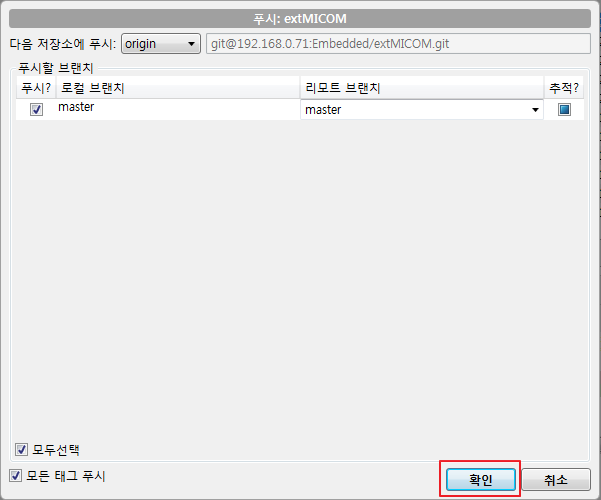 푸시: extMICOM
다음 저장소에 푸시: origin git@192.168.0.71:Embedded/extMICOM.git
푸시할 브랜치
푸시? 로컬 브랜치 리모트 브랜치 추적?
master master
모두선택
모든 태그 푸시
확인 취소